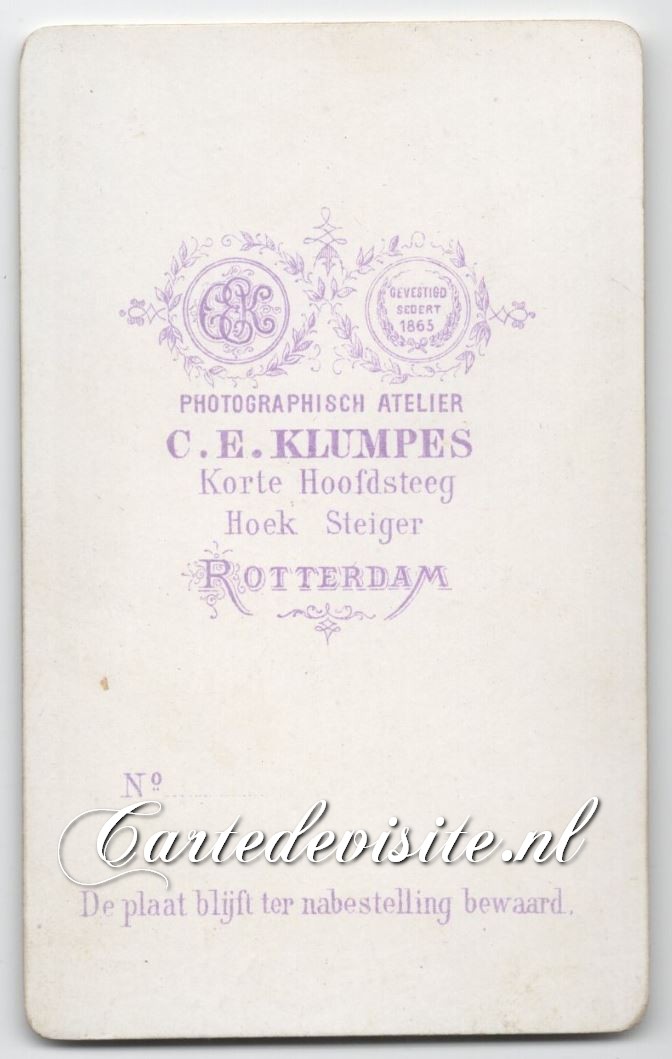 CEK
GEVESTIGD
SEDERT
1865
PHOTOGRAPHISCH ATELIER
C. E. KLUMPES
Korte Hoofdsteeg
Hoek Steiger
ROTTERDAM
Nº
Cartedevisite.nl
De plaat blijft ter nabestelling bewaard.